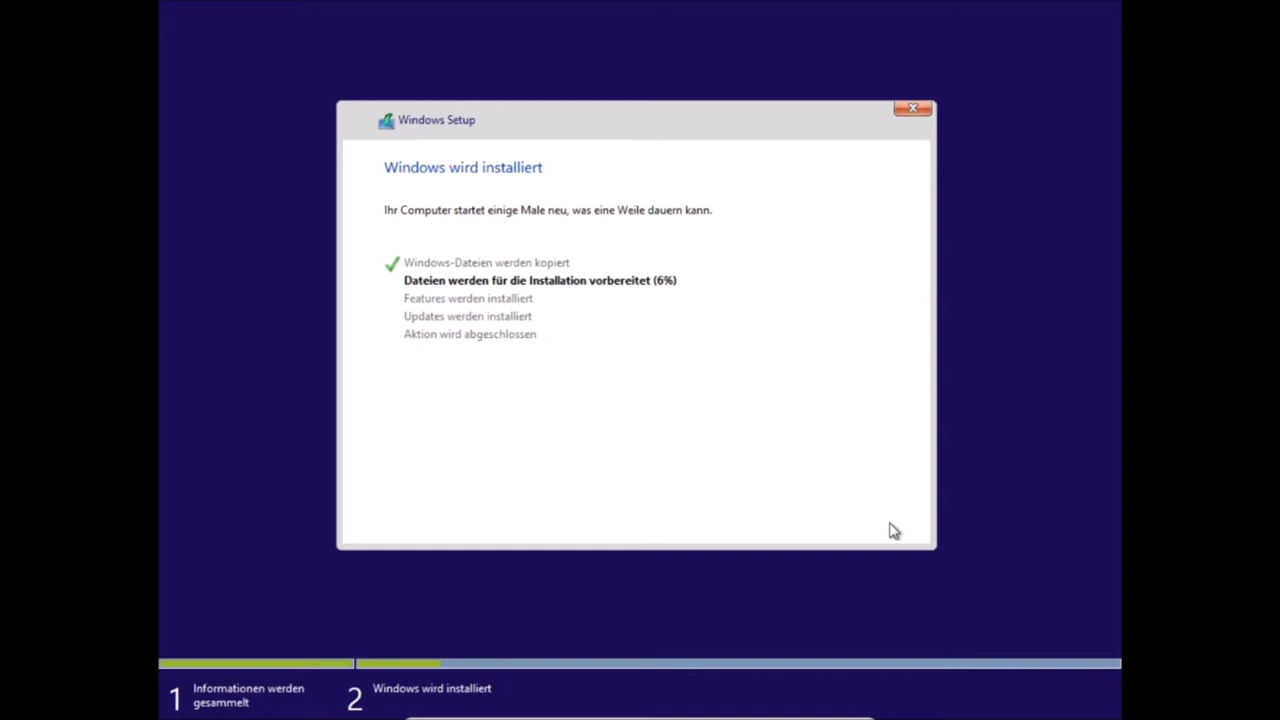 Windows Setup
Windows wird installiert
Ihr Computer startet einige Male neu, was eine Weile dauern kann.
Windows-Dateien werden kopiert
Dateien werden für die Installation vorbereitet (6%)
Features werden installiert
Updates werden installiert
Aktion wird abgeschlossen
1 Informationen werden
gesammelt
2 Windows wird installiert